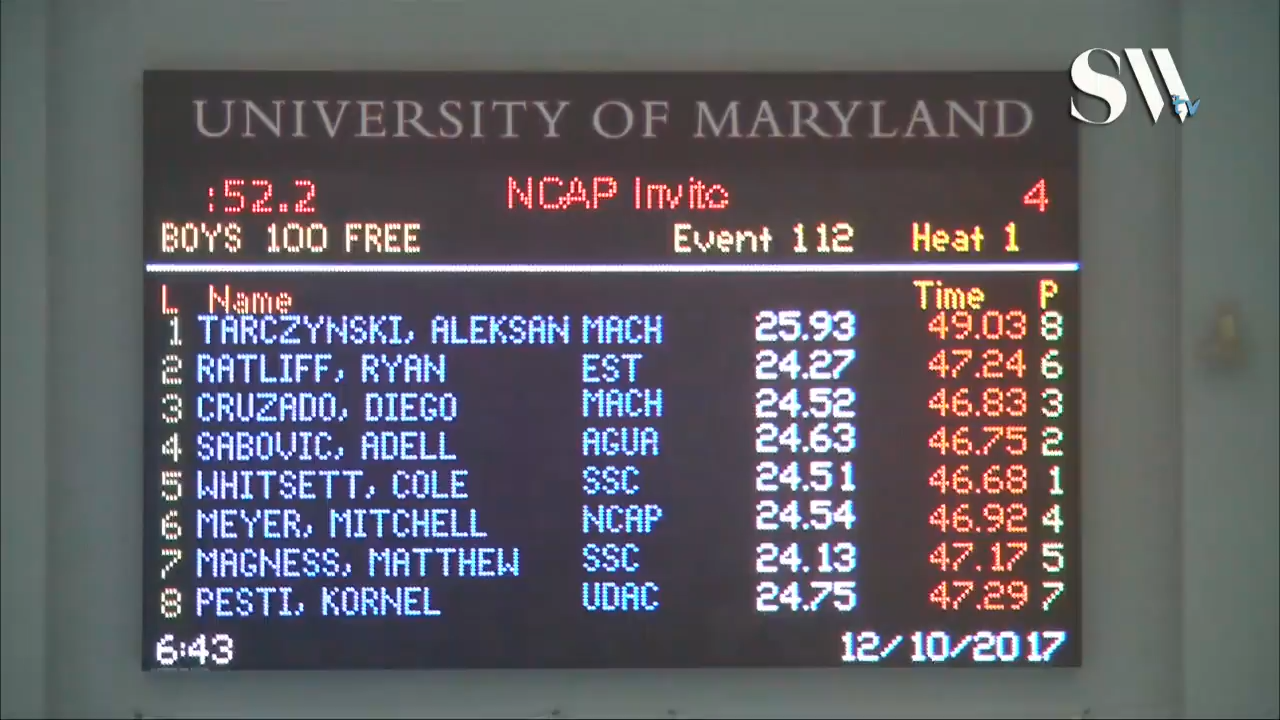 SW
TV
UNIVERSITY OF MARYLAND
:52.2 NCAP Invite 4
BOYS 100 FREE Event 112 Heat 1
L Name Time P
1 TARCZYNSKI, ALEKSAN MACH 25.93 49.03 8
2 RATLIFF, RYAN EST 24.27 47.24 6
3 CRUZADO, DIEGO MACH 24.52 46.83 3
4 SABOVIC, ADELL AGUA 24.63 46.75 2
5 WHITSETT, COLE SSC 24.51 46.68 1
6 MEYER, MITCHELL NCAP 24.54 46.92 4
7 MAGNESS, MATTHEW SSC 24.13 47.17 5
8 PESTI, KORNEL UDAC 24.75 47.29 7
6:43 12/10/2017